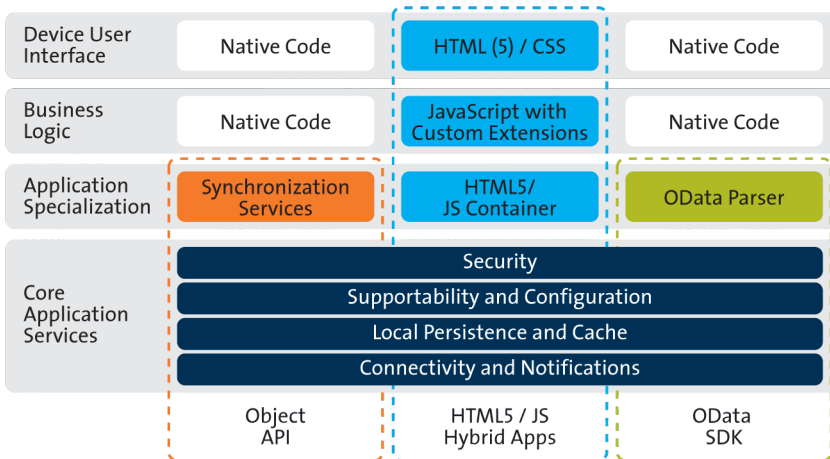 Device User
Interface
Native Code
HTML (5) / CSS
Native Code
Business
Logic
Native Code
JavaScript with
Custom Extensions
Native Code
Application
Specialization
Synchronization
Services
HTML5/
JS Container
OData Parser
Core
Application
Services
Security
Supportability and Configuration
Local Persistence and Cache
Connectivity and Notifications
Object
API
HTML5 / JS
Hybrid Apps
OData
SDK